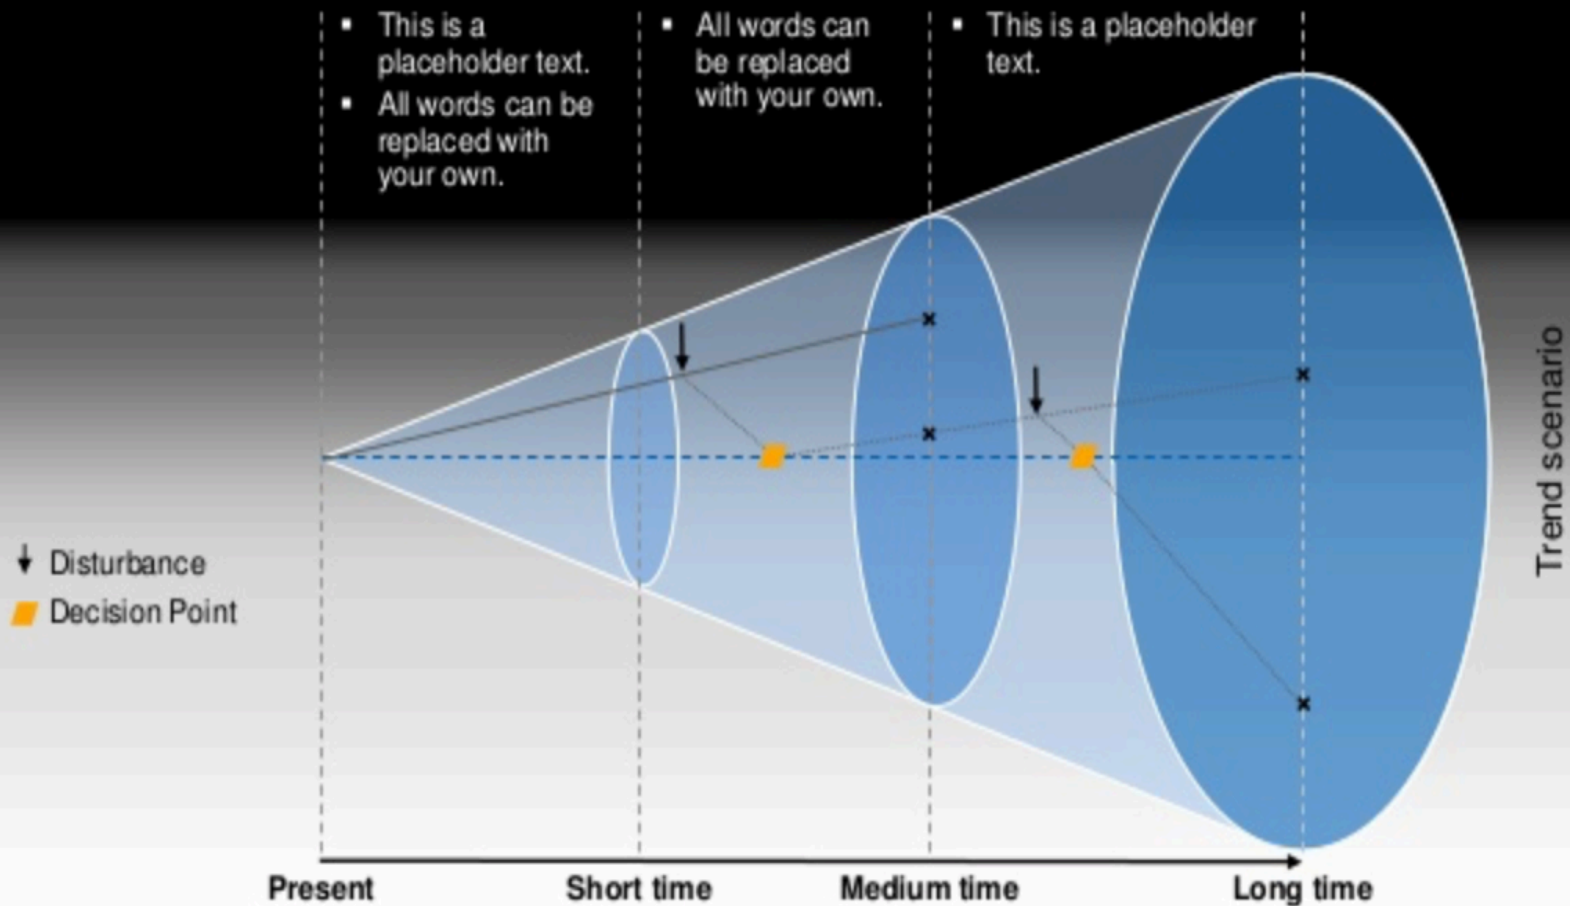 ▪ This is a
placeholder text.
▪ All words can be
replaced with
your own.
▪ All words can
be replaced
with your own.
▪ This is a placeholder
text.
Trend scenario
Disturbance
Decision Point
Present
Short time
Medium time
Long time